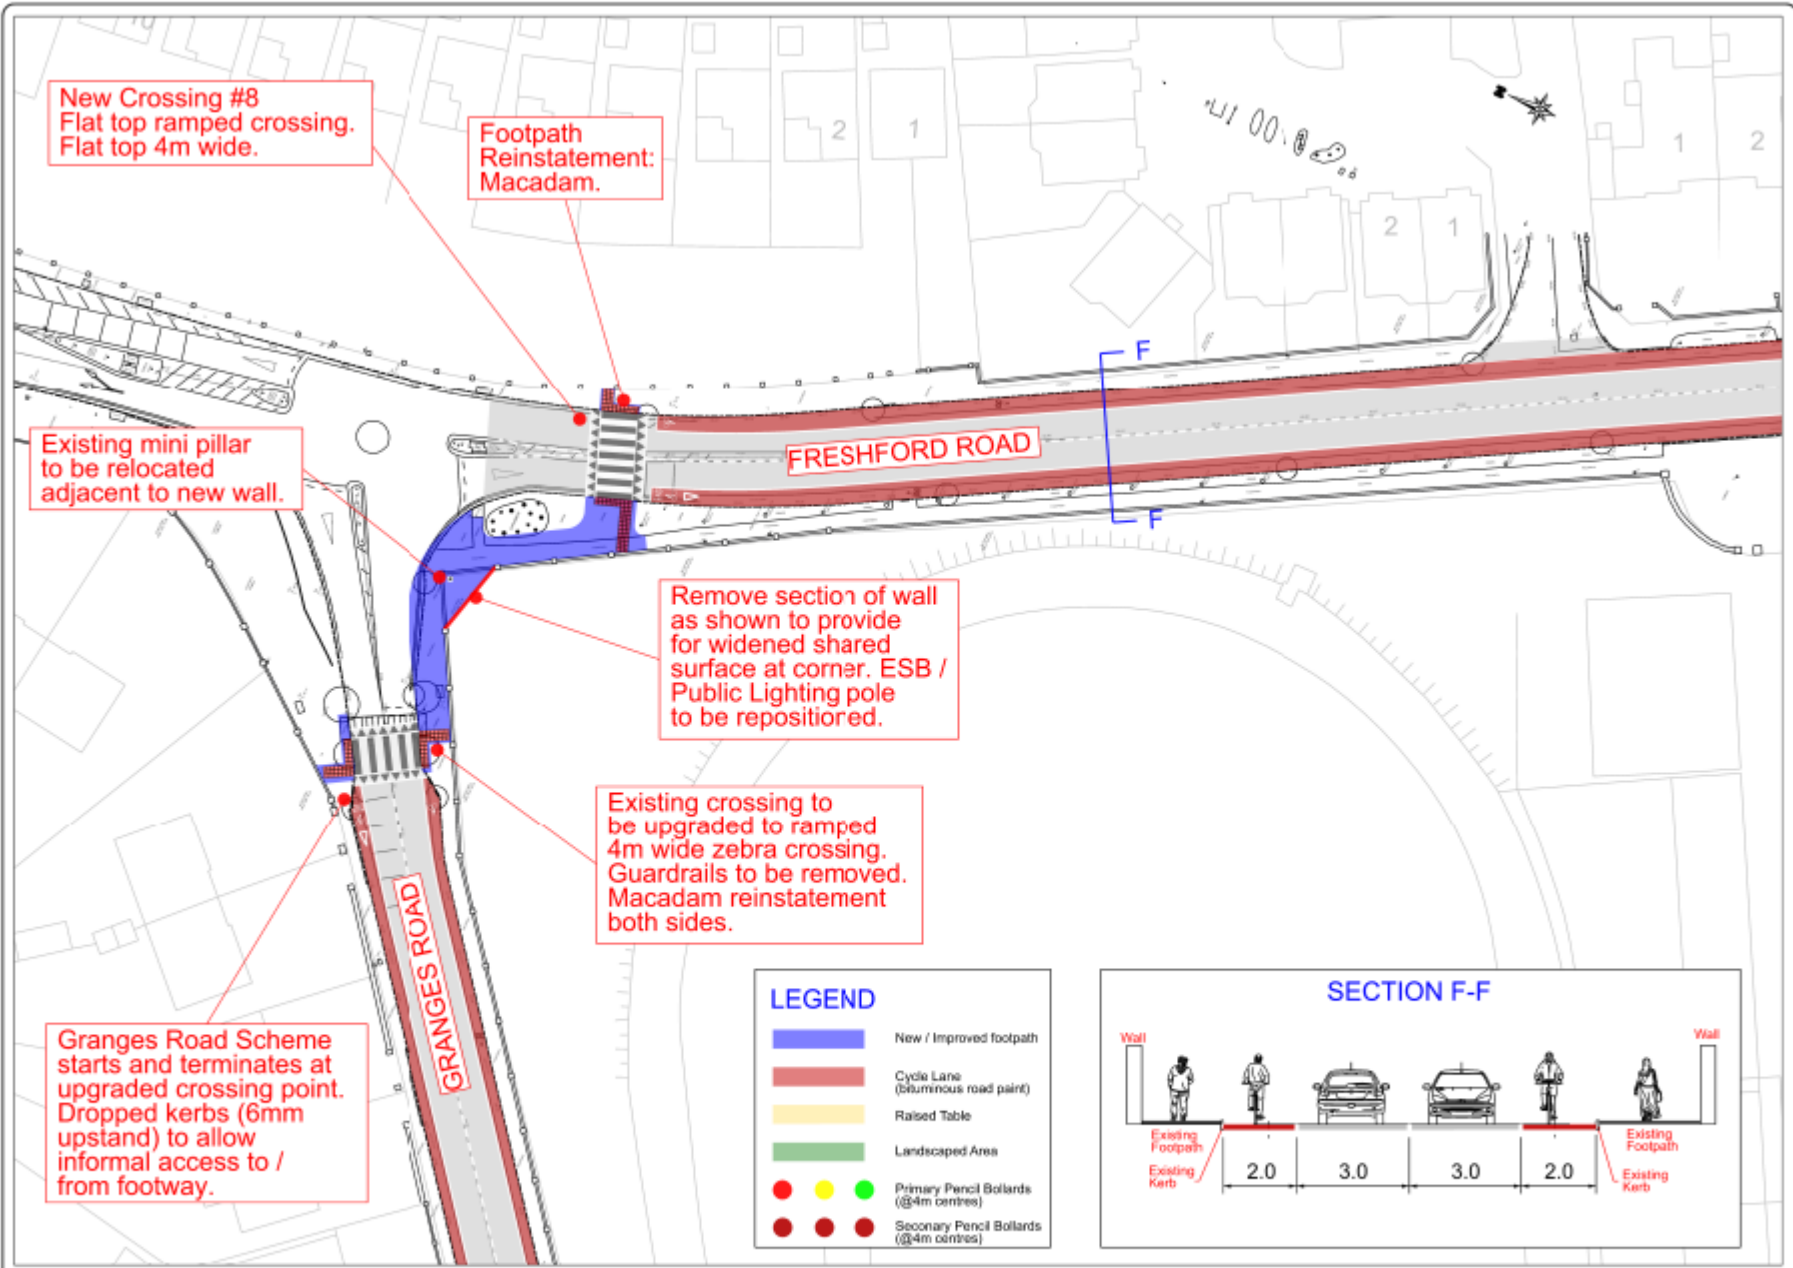 New Crossing #8
Flat top ramped crossing.
Flat top 4m wide.
Footpath
Reinstatement:
Macadam.
2
1
N
1
2
2
1
F
FRESHFORD ROAD
F
Existing mini pillar
to be relocated
adjacent to new wall.
Remove section of wall
as shown to provide
for widened shared
surface at corner. ESB /
Public Lighting pole
to be repositioned.
Existing crossing to
be upgraded to ramped
4m wide zebra crossing.
Guardrails to be removed.
Macadam reinstatement
both sides.
GRANGES ROAD
Granges Road Scheme
starts and terminates at
upgraded crossing point.
Dropped kerbs (6mm
upstand) to allow
informal access to /
from footway.
LEGEND
New / Improved footpath
Cycle Lane
(bituminous road paint)
Raised Table
Landscaped Area
Primary Pencil Bollards
(@4m centres)
Seconary Pencil Bollards
(@4m centres)
SECTION F-F
Wall
Wall
Existing
Footpath
Existing
Footpath
Existing
Kerb
2.0
3.0
3.0
2.0
Existing
Kerb